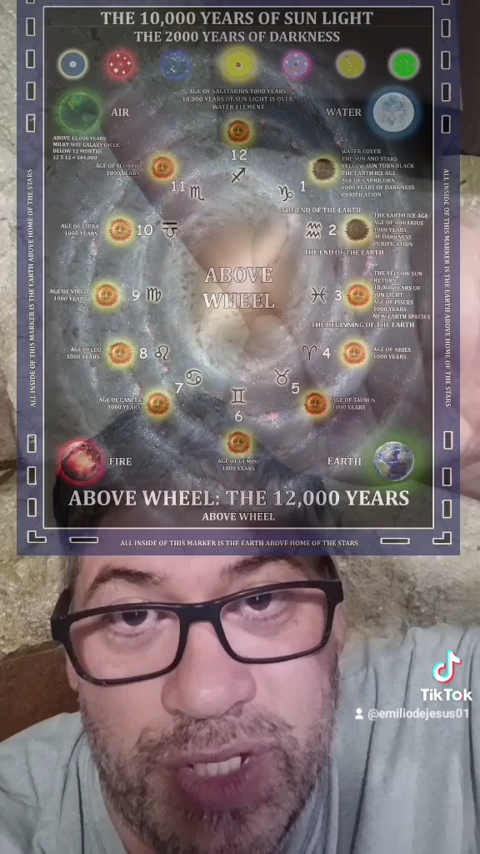 THE 10,000 YEARS OF SUN LIGHT
THE 2000 YEARS OF DARKNESS
AGE OF SAGITARIUS 1000 YEARS
10,000 YEARS OF SUN LIGHT IS OVER
WATER ELEMENT
AIR
WATER
ABOVE 12,000 YEARS
MILKY WAY GALAXY CYCLE
BELOW 12 MONTHS
12 X 12 = 144,000
WATER COVER
THE SUN AND STARS
YELLOW SUN TURN BLACK
THE EARTH ICE AGE
AGE OF CAPRICORN
1000 YEARS OF DARKNESS
PURIFICATION
12
AGE OF SCORPIO
1000 YEARS
11
♏
♐
♑
1
THE END OF THE EARTH
AGE OF LIBRA
1000 YEARS
10
♎
♒
2
THE EARTH ICE AGE
AGE OF AQUARIUS
1000 YEARS
OF DARKNESS
PURIFICATION
THE END OF THE EARTH
ABOVE
WHEEL
AGE OF VIRGO
1000 YEARS
9
♍
♓
3
THE YELLOW SUN
RETURN
10,000 YEARS OF
SUN LIGHT
AGE OF PISCES
1000 YEARS
NEW EARTH SPECIES
THE BEGINNING OF THE EARTH
AGE OF LEO
1000 YEARS
8
♌
♈
4
AGE OF ARIES
1000 YEARS
7
♋
♊
♉
5
AGE OF CANCER
1000 YEARS
6
AGE OF TAURUS
1000 YEARS
AGE OF GEMINI
1000 YEARS
FIRE
EARTH
ABOVE WHEEL: THE 12,000 YEARS
ABOVE WHEEL
ALL INSIDE OF THIS MARKER IS THE EARTH ABOVE HOME OF THE STARS
ALL INSIDE OF THIS MARKER IS THE EARTH ABOVE HOME OF THE STARS
ALL INSIDE OF THIS MARKER IS THE EARTH ABOVE HOME OF THE STARS
TikTok
@emiliodejesus01